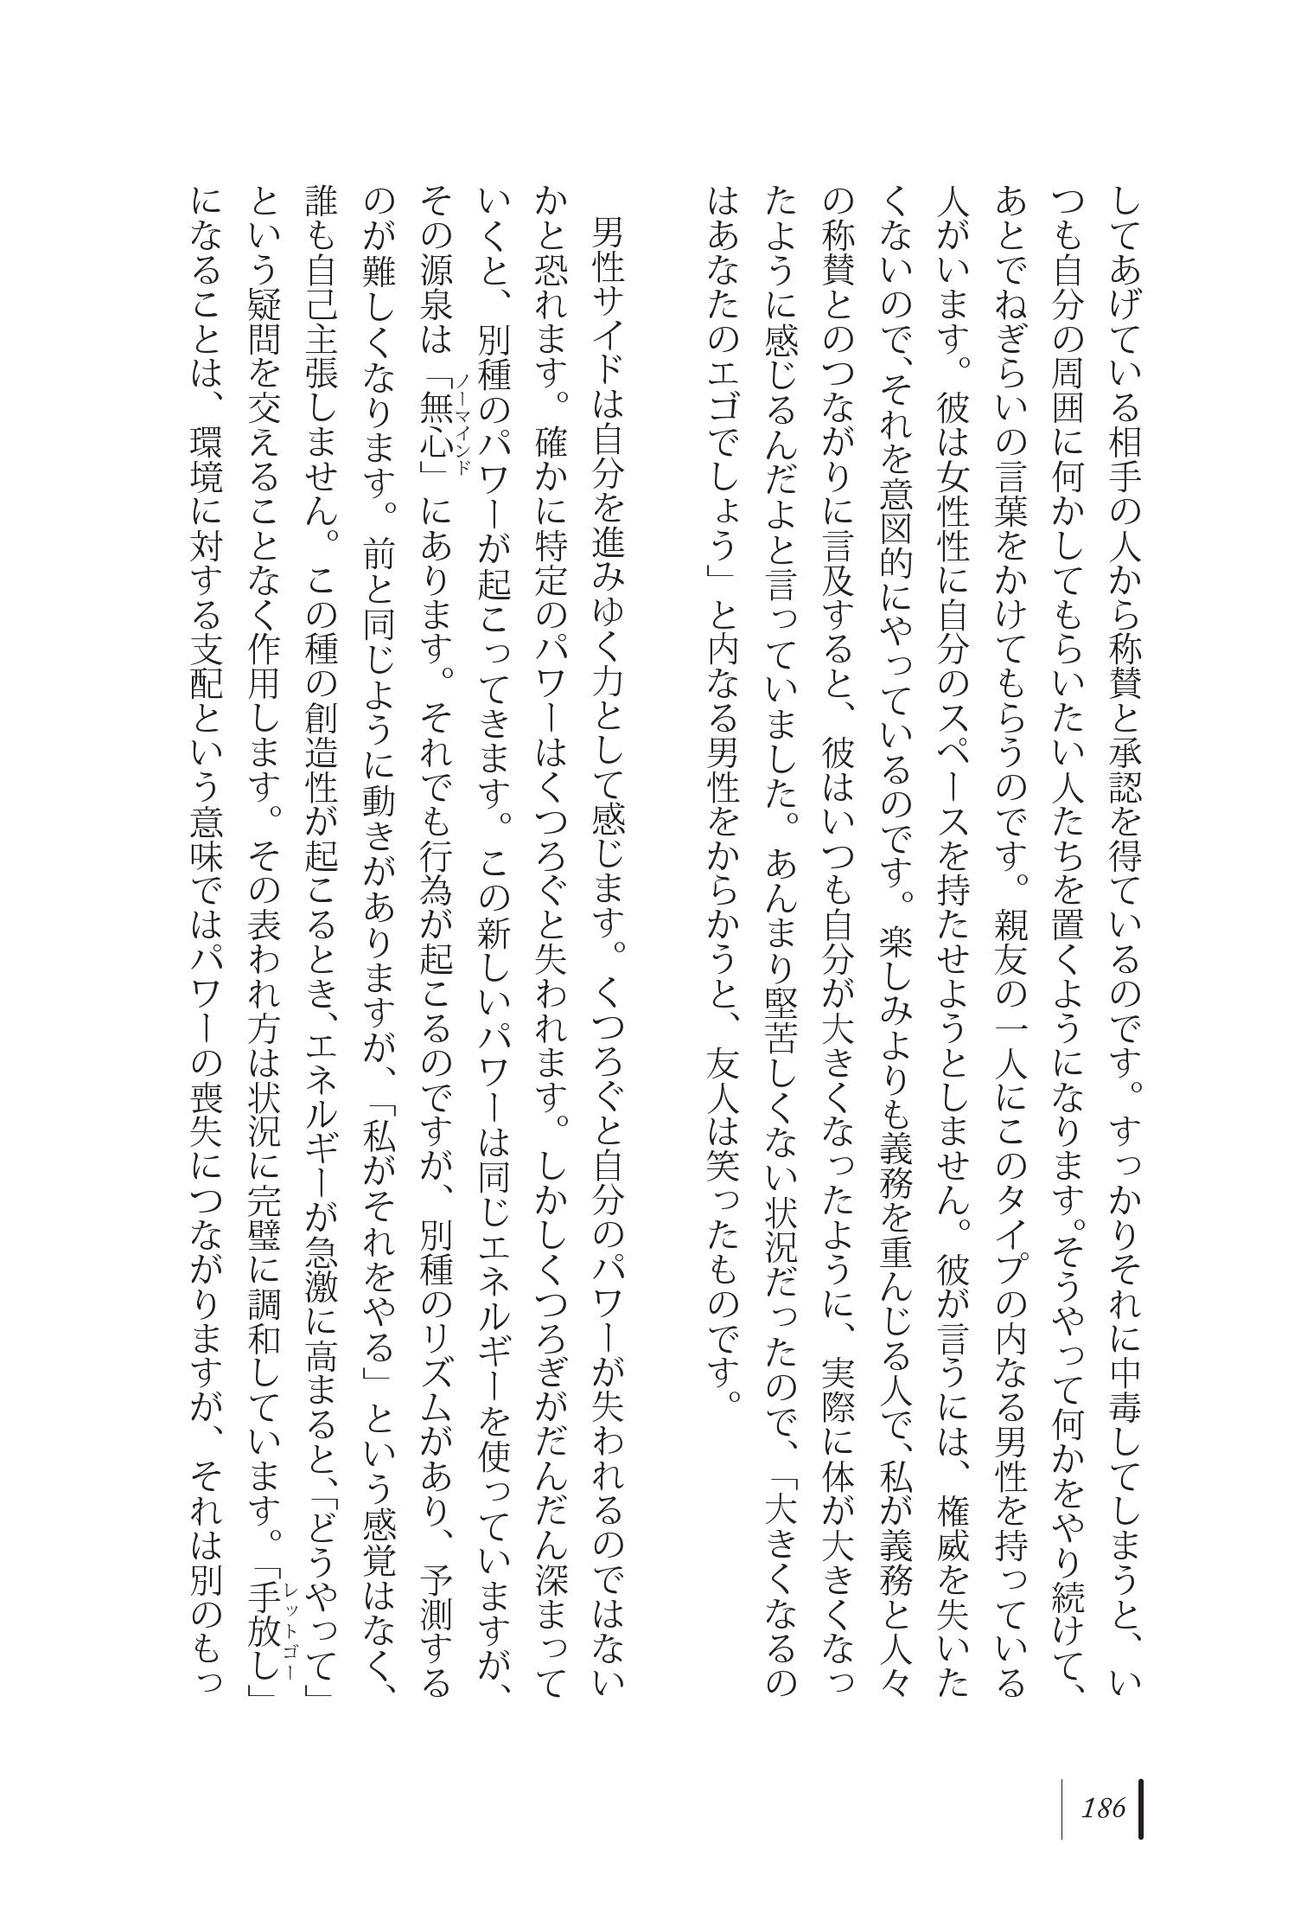 してあげている相手の人から称賛と承認を得ているのです。すっかりそれに中毒してしまうと、い
つも自分の周囲に何かしてもらいたい人たちを置くようになります。そうやって何かをやり続けて、
あとでねぎらいの言葉をかけてもらうのです。親友の一人にこのタイプの内なる男性を持っている
人がいます。彼は女性性に自分のスペースを持たせようとしません。彼が言うには、権威を失いた
くないので、それを意図的にやっているのです。楽しみよりも義務を重んじる人で、私が義務と人々
の称賛とのつながりに言及すると、彼はいつも自分が大きくなったように、実際に体が大きくなっ
たように感じるんだよと言っていました。あんまり堅苦しくない状況だったので、「大きくなるの
はあなたのエゴでしょう」と内なる男性をからかうと、友人は笑ったものです。
男性サイドは自分を進みゆく力として感じます。くつろぐと自分のパワーが失われるのではない
かと恐れます。確かに特定のパワーはくつろぐと失われます。しかしくつろぎがだんだん深まって
いくと、別種のパワーが起こってきます。この新しいパワーは同じエネルギーを使っていますが、
その源泉は「無心」にあります。それでも行為が起こるのですが、別種のリズムがあり、予測する
ノーマインド
のが難しくなります。前と同じように動きがありますが、「私がそれをやる」という感覚はなく、
誰も自己主張しません。この種の創造性が起こるとき、エネルギーが急激に高まると、「どうやって」
という疑問を交えることなく作用します。その表われ方は状況に完璧に調和しています。「手放し」
レットゴー
になることは、環境に対する支配という意味ではパワーの喪失につながりますが、それは別のもっ
186